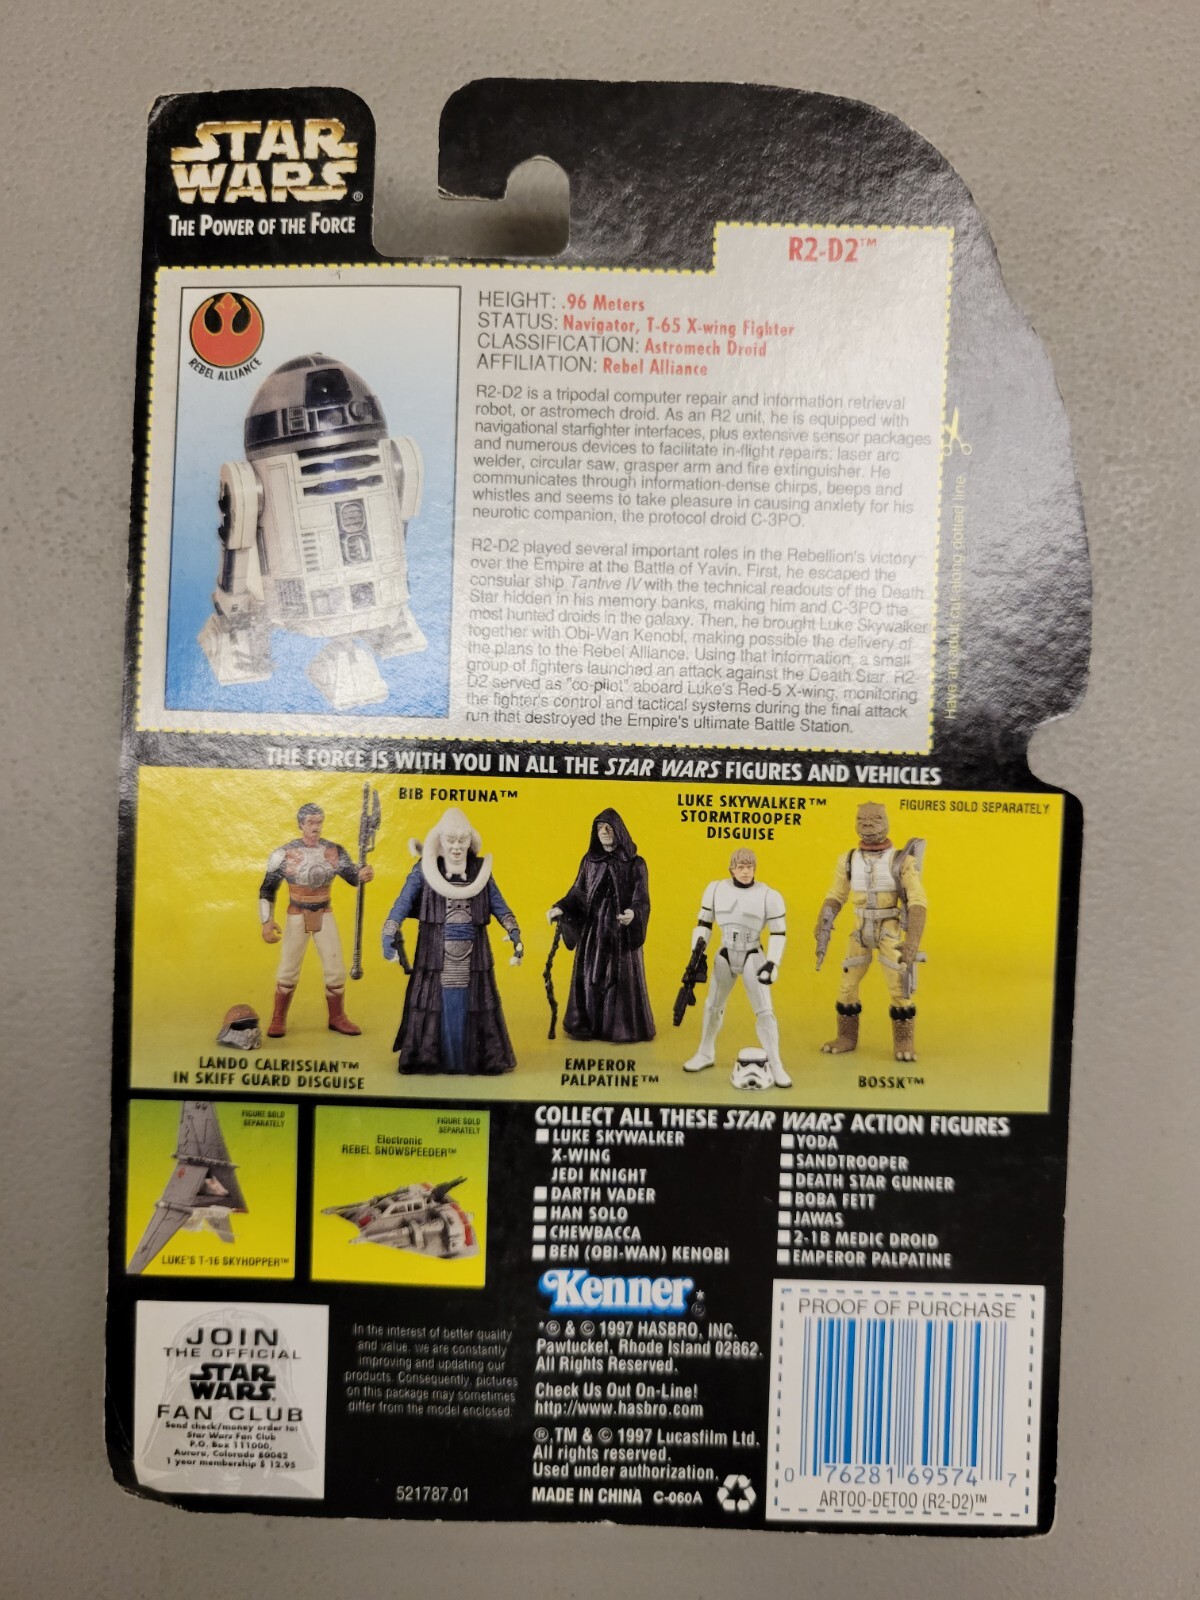 STAR
WARS®
THE POWER OF THE FORCE
R2-D2™
REBEL ALLIANCE
HEIGHT: .96 Meters
STATUS: Navigator, T-65 X-wing Fighter
CLASSIFICATION: Astromech Droid
AFFILIATION: Rebel Alliance
R2-D2 is a tripodal computer repair and information retrieval
robot, or astromech droid. As an R2 unit, he is equipped with
navigational starfighter interfaces, plus extensive sensor packages
and numerous devices to facilitate in-flight repairs: laser arc
welder, circular saw, grasper arm and fire extinguisher. He
communicates through information-dense chirps, beeps and
whistles and seems to take pleasure in causing anxiety for his
neurotic companion, the protocol droid C-3PO.
R2-D2 played several important roles in the Rebellion's victory
over the Empire at the Battle of Yavin. First, he escaped the
consular ship Tantive IV with the technical readouts of the Death
Star hidden in his memory banks, making him and C-3PO the
most hunted droids in the galaxy. Then, he brought Luke Skywalker
together with Obi-Wan Kenobi, making possible the delivery of
the plans to the Rebel Alliance. Using that information, a small
group of fighters launched an attack against the Death Star. R2-
D2 served as "co-pilot" aboard Luke's Red-5 X-wing, monitoring
the fighter's control and tactical systems during the final attack
run that destroyed the Empire's ultimate Battle Station.
Have an adult cut along dotted line.
THE FORCE IS WITH YOU IN ALL THE STAR WARS FIGURES AND VEHICLES
FIGURES SOLD SEPARATELY
BIB FORTUNA™
LUKE SKYWALKER™
STORMTROOPER
DISGUISE
LANDO CALRISSIAN™
IN SKIFF GUARD DISGUISE
EMPEROR
PALPATINE™
BOSSK™
FIGURE SOLD
SEPARATELY
LUKE'S T-16 SKYHOPPER™
FIGURE SOLD
SEPARATELY
Electronic
REBEL SNOWSPEEDER™
COLLECT ALL THESE STAR WARS ACTION FIGURES
LUKE SKYWALKER
X-WING
JEDI KNIGHT
DARTH VADER
HAN SOLO
CHEWBACCA
BEN (OBI-WAN) KENOBI
YODA
SANDTROOPER
DEATH STAR GUNNER
BOBA FETT
JAWAS
2-1B MEDIC DROID
EMPEROR PALPATINE
JOIN
THE OFFICIAL
STAR
WARS
FAN CLUB
Send check/money order to:
Star Wars Fan Club
P.O. Box 111000,
Aurora, Colorado 80042
1 year membership $ 12.95
In the interest of better quality
and value, we are constantly
improving and updating our
products. Consequently, pictures
on this package may sometimes
differ from the model enclosed.
521787.01
Kenner*®
*® & © 1997 HASBRO, INC.
Pawtucket, Rhode Island 02862.
All Rights Reserved.
Check Us Out On-Line!
http://www.hasbro.com
®,TM & © 1997 Lucasfilm Ltd.
All rights reserved.
Used under authorization.
MADE IN CHINA C-060A
PROOF OF PURCHASE
0 76281 69574 7
ARTOO-DETOO (R2-D2)™